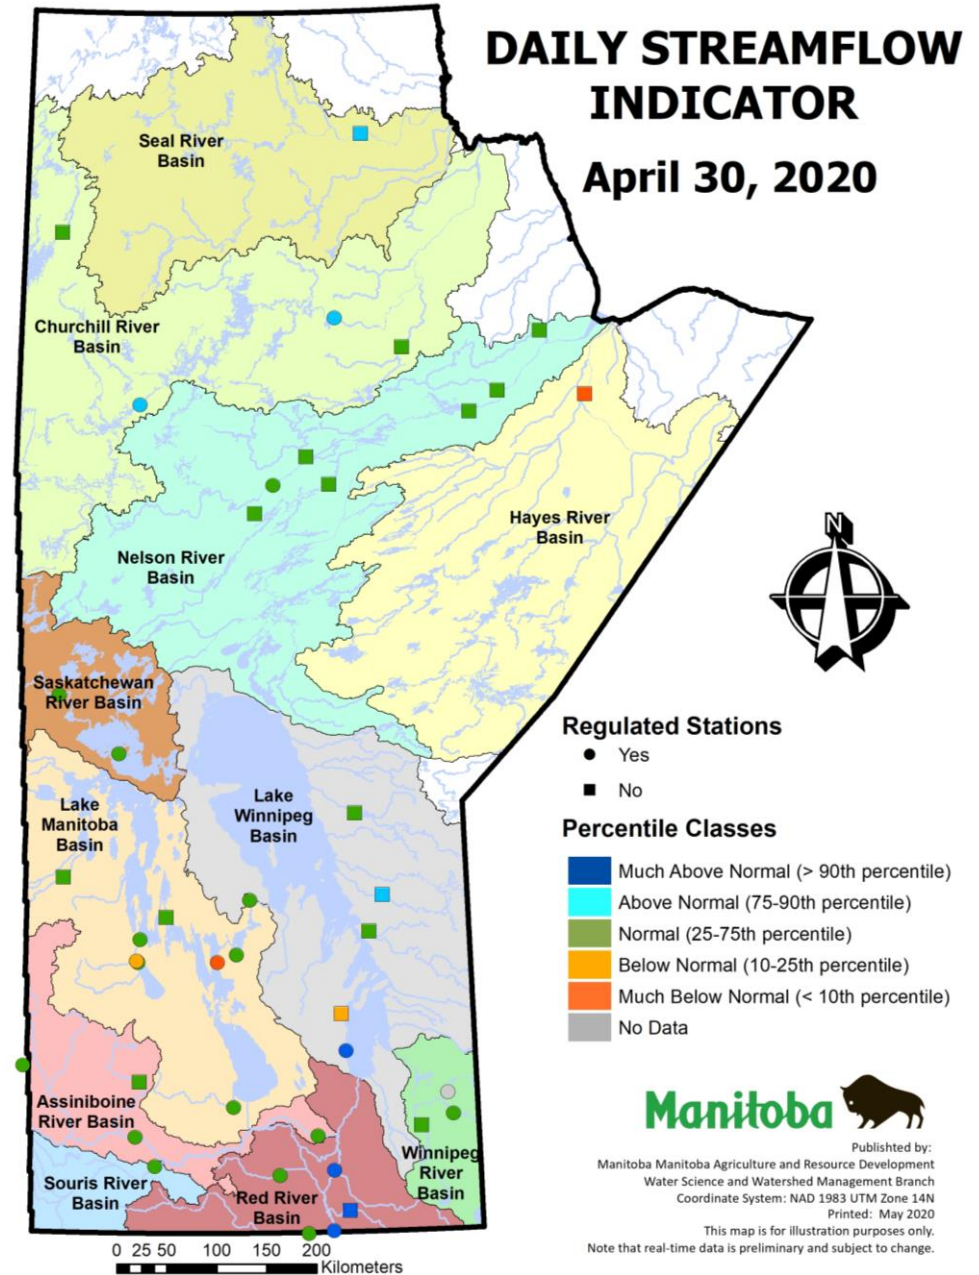 DAILY STREAMFLOW
INDICATOR
April 30, 2020
Seal River
Basin
Churchill River
Basin
Hayes River
Basin
Nelson River
Basin
N
Saskatchewan
River Basin
Lake
Manitoba
Basin
Lake
Winnipeg
Basin
Assiniboine
River Basin
Souris River
Basin
Red River
Basin
Winnipeg
River
Basin
Regulated Stations
Yes
No
Percentile Classes
Much Above Normal (> 90th percentile)
Above Normal (75-90th percentile)
Normal (25-75th percentile)
Below Normal (10-25th percentile)
Much Below Normal (< 10th percentile)
No Data
Manitoba
Published by:
Manitoba Manitoba Agriculture and Resource Development
Water Science and Watershed Management Branch
Coordinate System: NAD 1983 UTM Zone 14N
Printed: May 2020
This map is for illustration purposes only.
Note that real-time data is preliminary and subject to change.
0 25 50 100 150 200
Kilometers